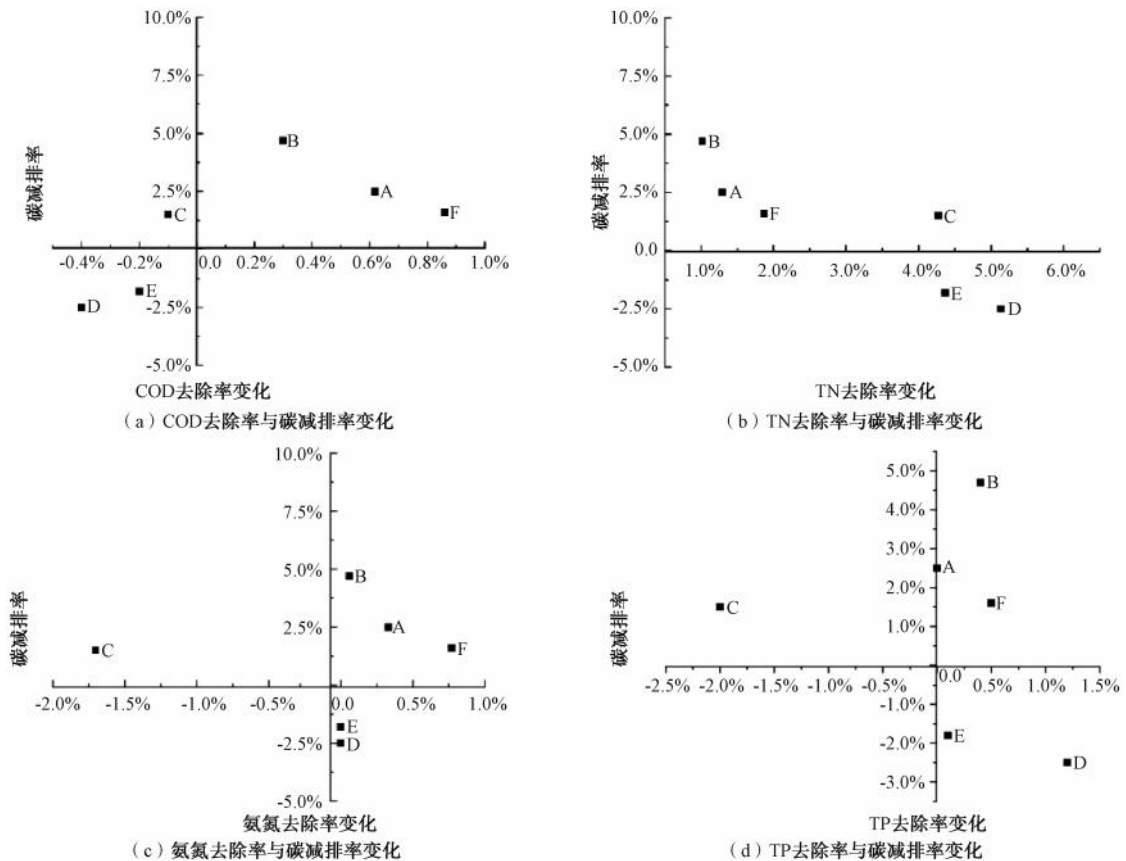 10.0%
7.5%
5.0%
2.5%
-2.5%
-5.0%
碳减排率
B
A
F
C
E
D
-0.4% -0.2% 0.0 0.2% 0.4% 0.6% 0.8% 1.0%
COD去除率变化
（a）COD去除率与碳减排率变化
10.0%
7.5%
5.0%
2.5%
0.0
-2.5%
-5.0%
碳减排率
B
A
F
C
E
D
1.0% 2.0% 3.0% 4.0% 5.0% 6.0%
TN去除率变化
（b）TN去除率与碳减排率变化
10.0%
7.5%
5.0%
2.5%
-2.5%
-5.0%
碳减排率
B
A
F
C
E
D
-2.0% -1.5% -1.0% -0.5% 0.0 0.5% 1.0%
氨氮去除率变化
（c）氨氮去除率与碳减排率变化
5.0%
4.0%
3.0%
2.0%
1.0%
-1.0%
-2.0%
-3.0%
碳减排率
B
A
F
C
E
D
-2.5% -2.0% -1.5% -1.0% -0.5% 0.0 0.5% 1.0% 1.5%
TP去除率变化
（d）TP去除率与碳减排率变化